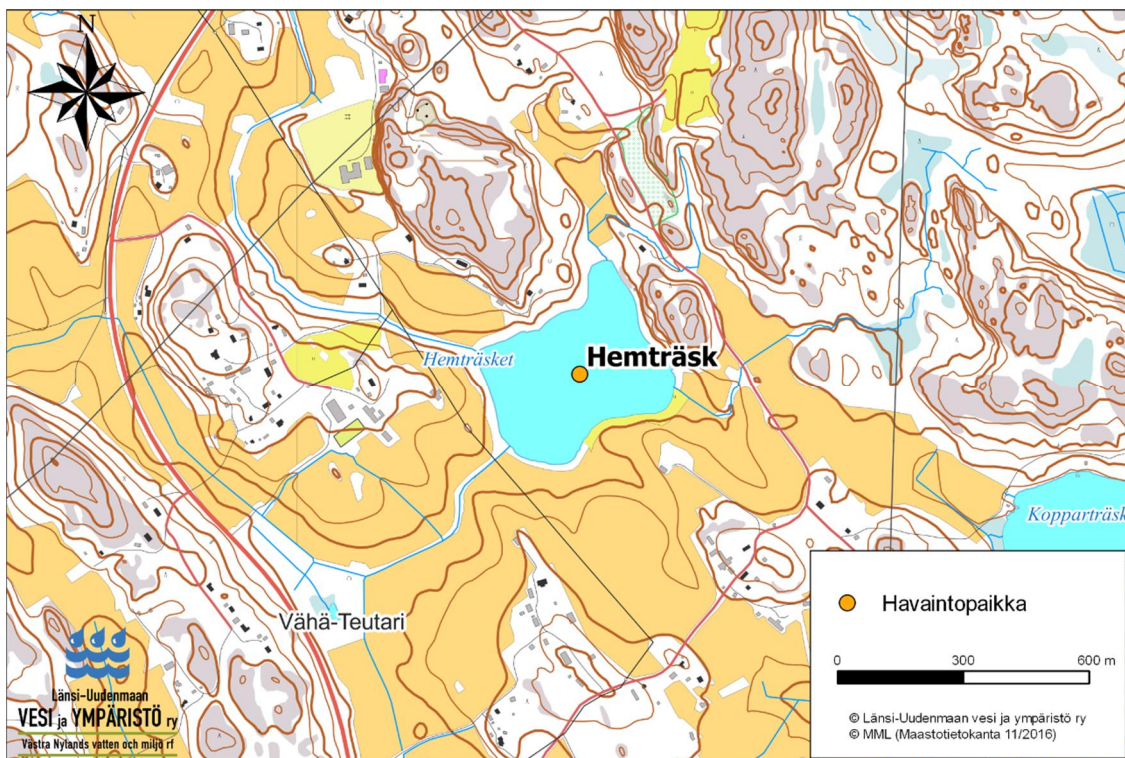 N
Hemträsket
Hemträsk
Kopparträsk
Vähä-Teutari
Havaintopaikka
0 300 600 m
© Länsi-Uudenmaan vesi ja ympäristö ry
© MML (Maastotietokanta 11/2016)
Länsi-Uudenmaan
VESI ja YMPÄRISTÖ ry
Västra Nylands vatten och miljö rf